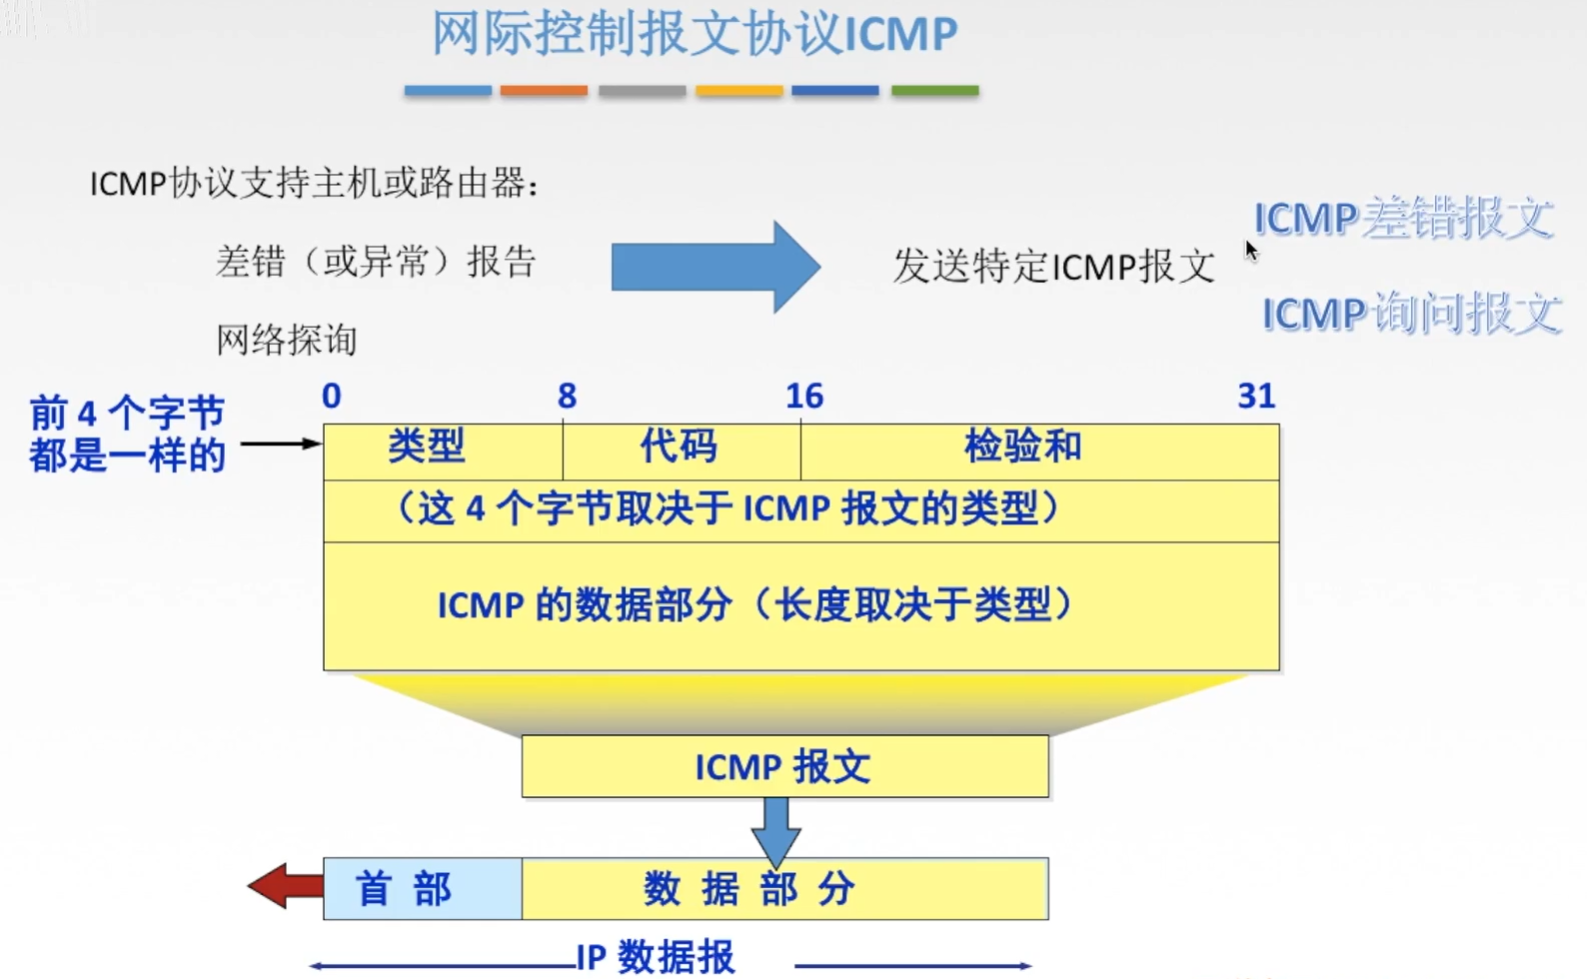 网际控制报文协议ICMP
ICMP协议支持主机或路由器：
差错（或异常）报告
网络探询
发送特定ICMP报文
ICMP差错报文
ICMP询问报文
前 4 个字节
都是一样的
0 8 16 31
类型 代码 检验和
（这 4 个字节取决于 ICMP 报文的类型）
ICMP 的数据部分（长度取决于类型）
ICMP 报文
首 部 数 据 部 分
IP 数据报